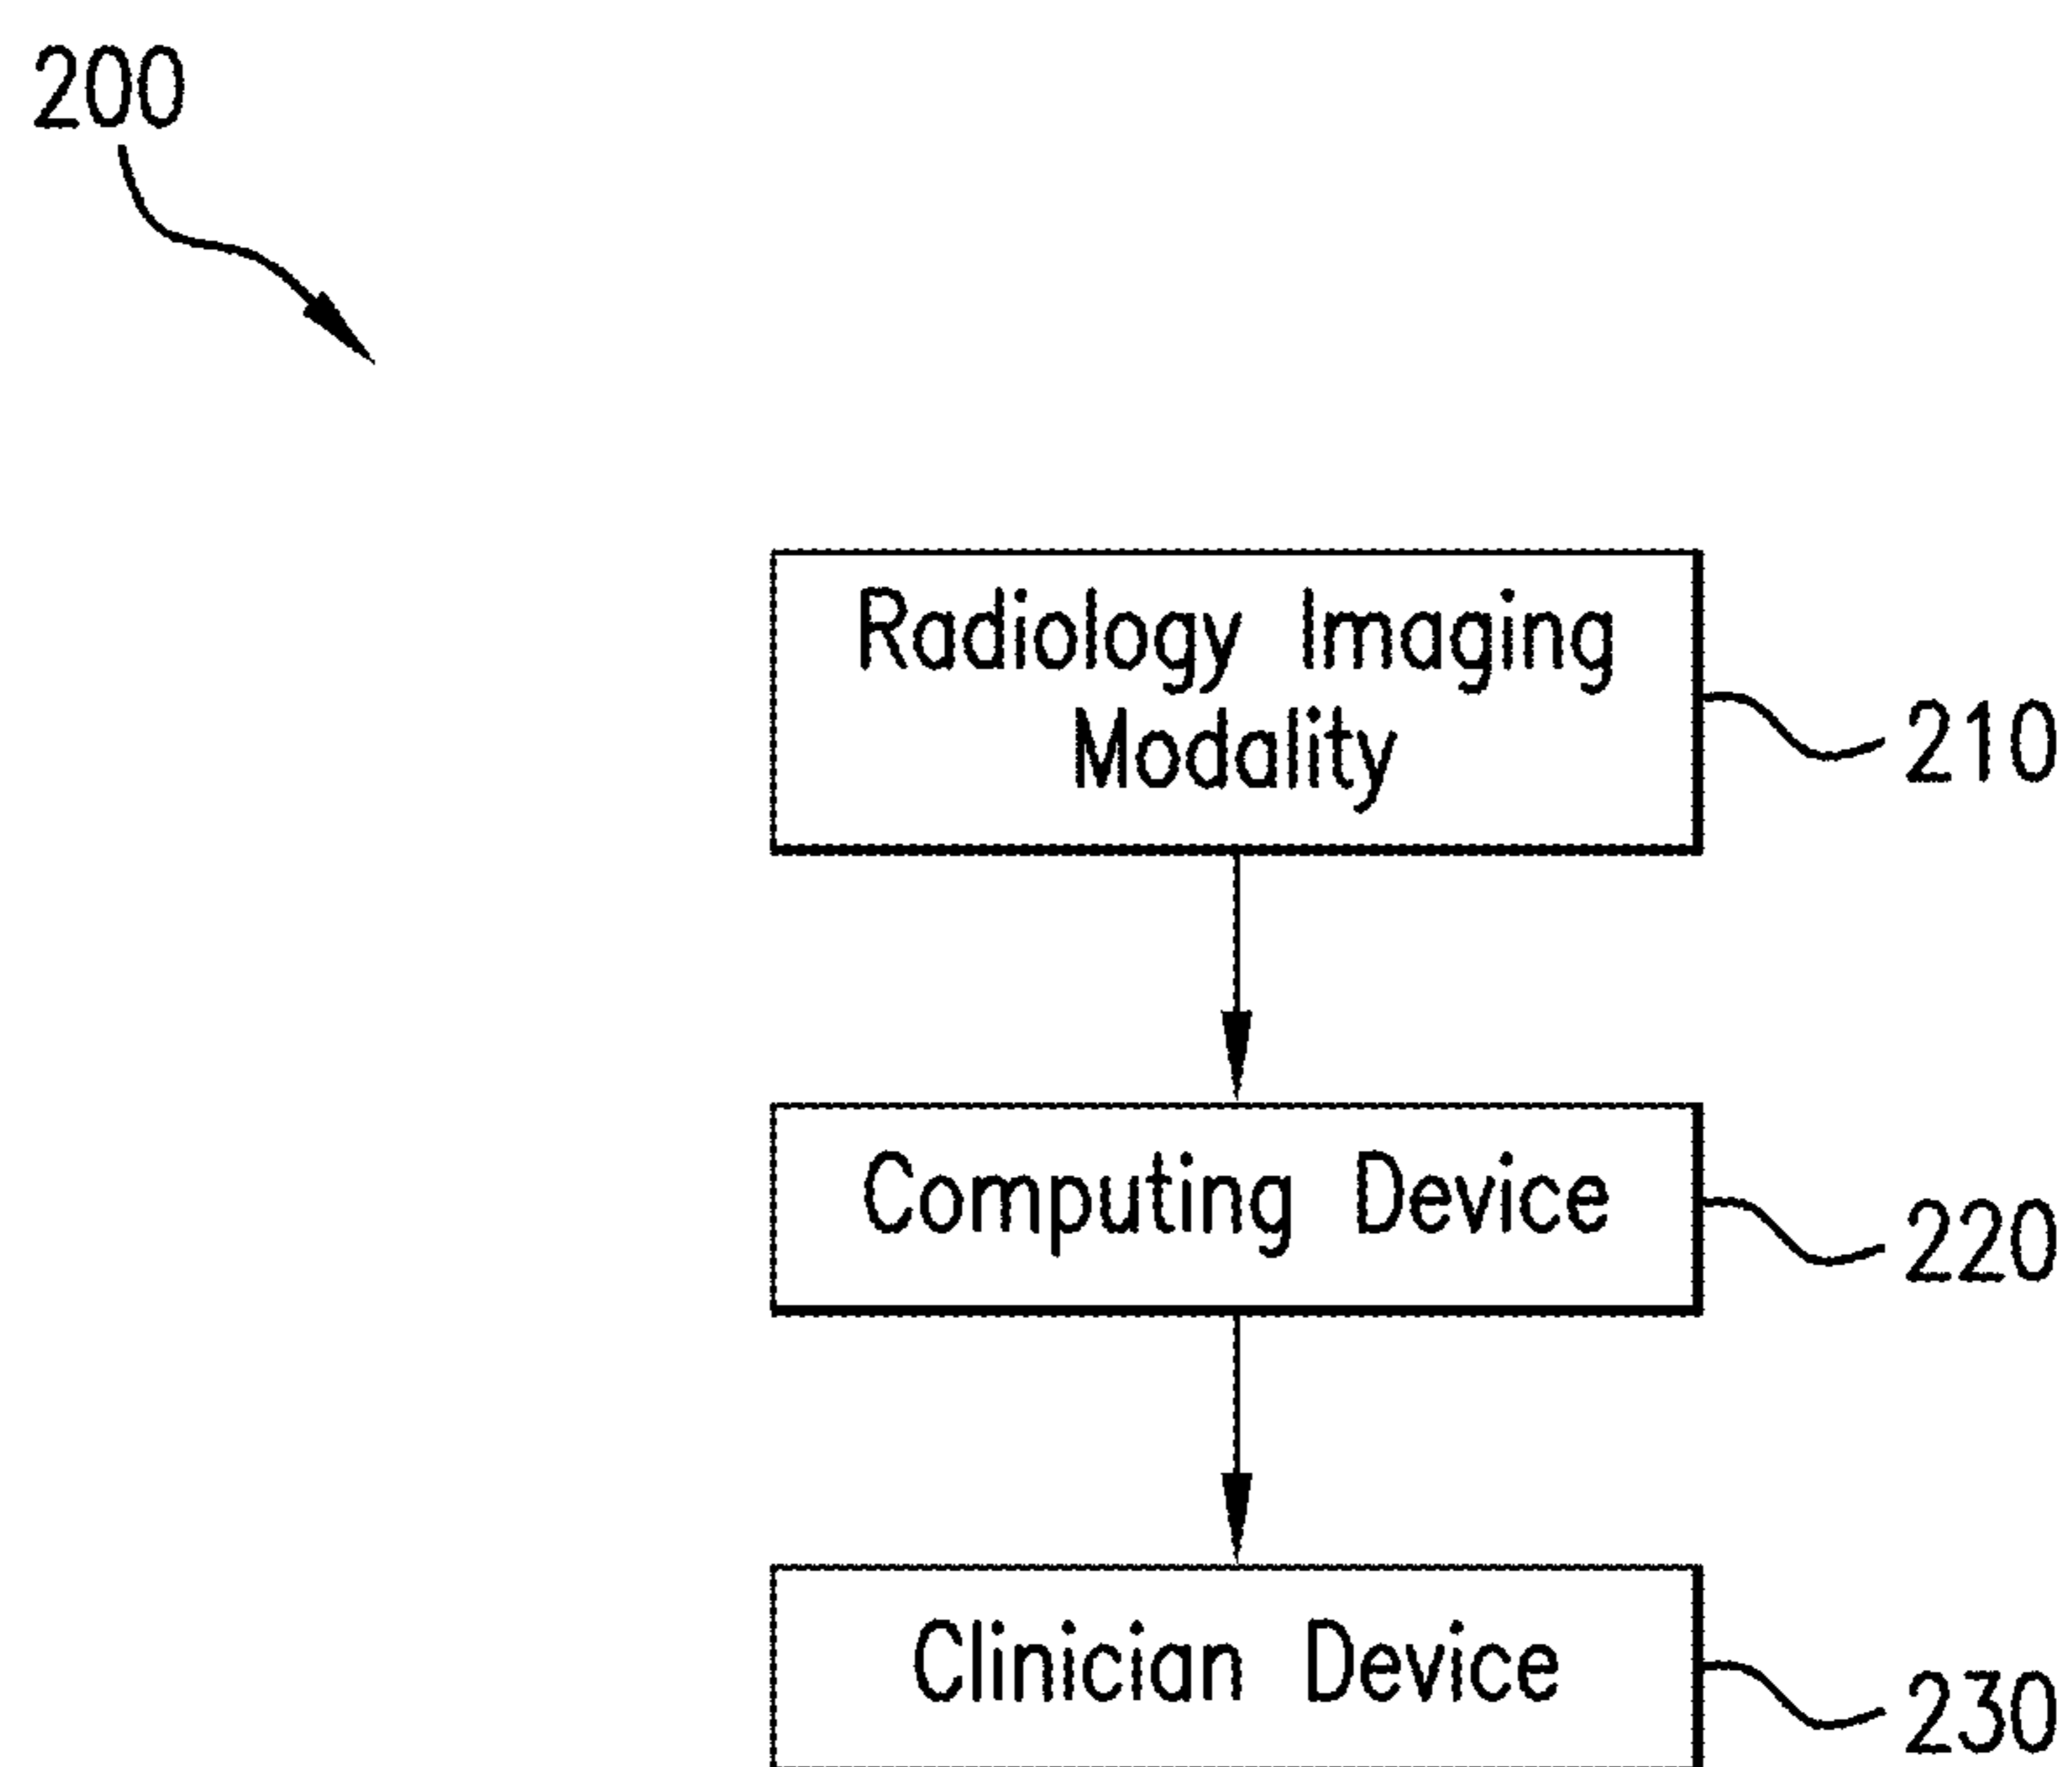 200
Radiology Imaging
Modality
210
Computing Device
220
Clinician Device
230